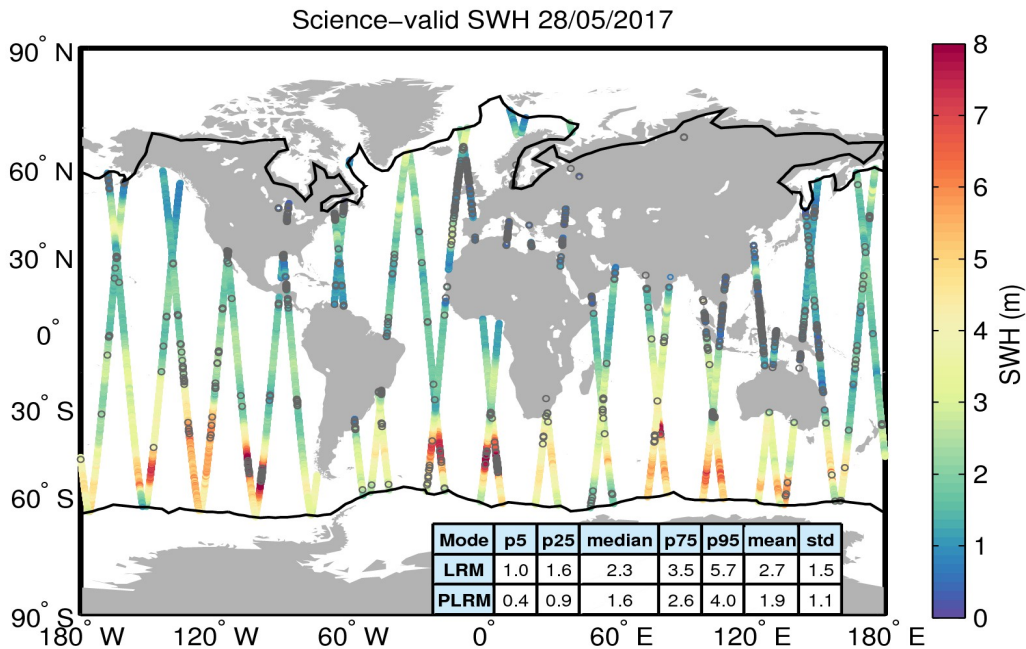 Science−valid SWH 28/05/2017
90° N
60° N
30° N
0°
30° S
60° S
90° S
180° W
120° W
60° W
0°
60° E
120° E
180° E
8
7
6
5
4
3
2
1
0
SWH (m)
Mode p5 p25 median p75 p95 mean std
LRM 1.0 1.6 2.3 3.5 5.7 2.7 1.5
PLRM 0.4 0.9 1.6 2.6 4.0 1.9 1.1